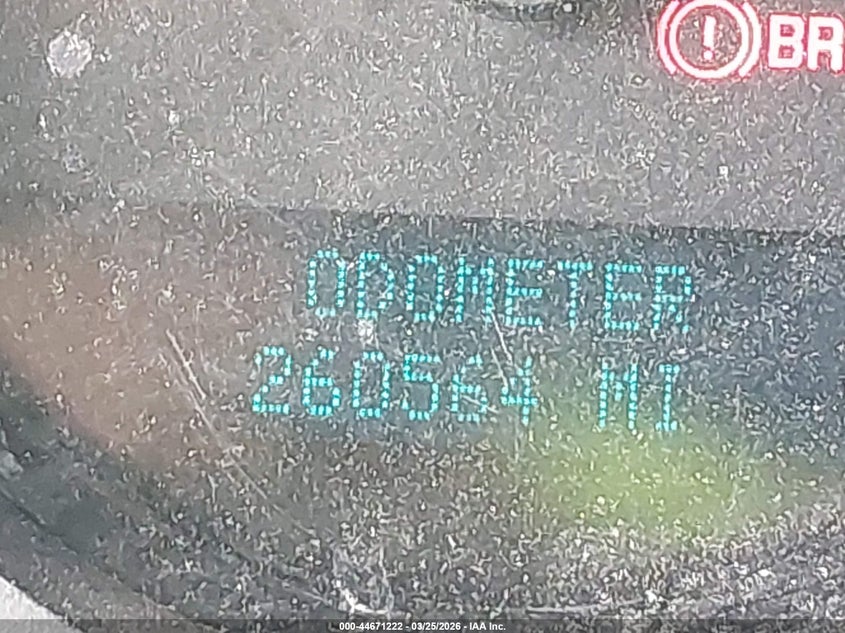 BR
ODOMETER
260564 MI
000-44671222 - 03/25/2026 - IAA Inc.